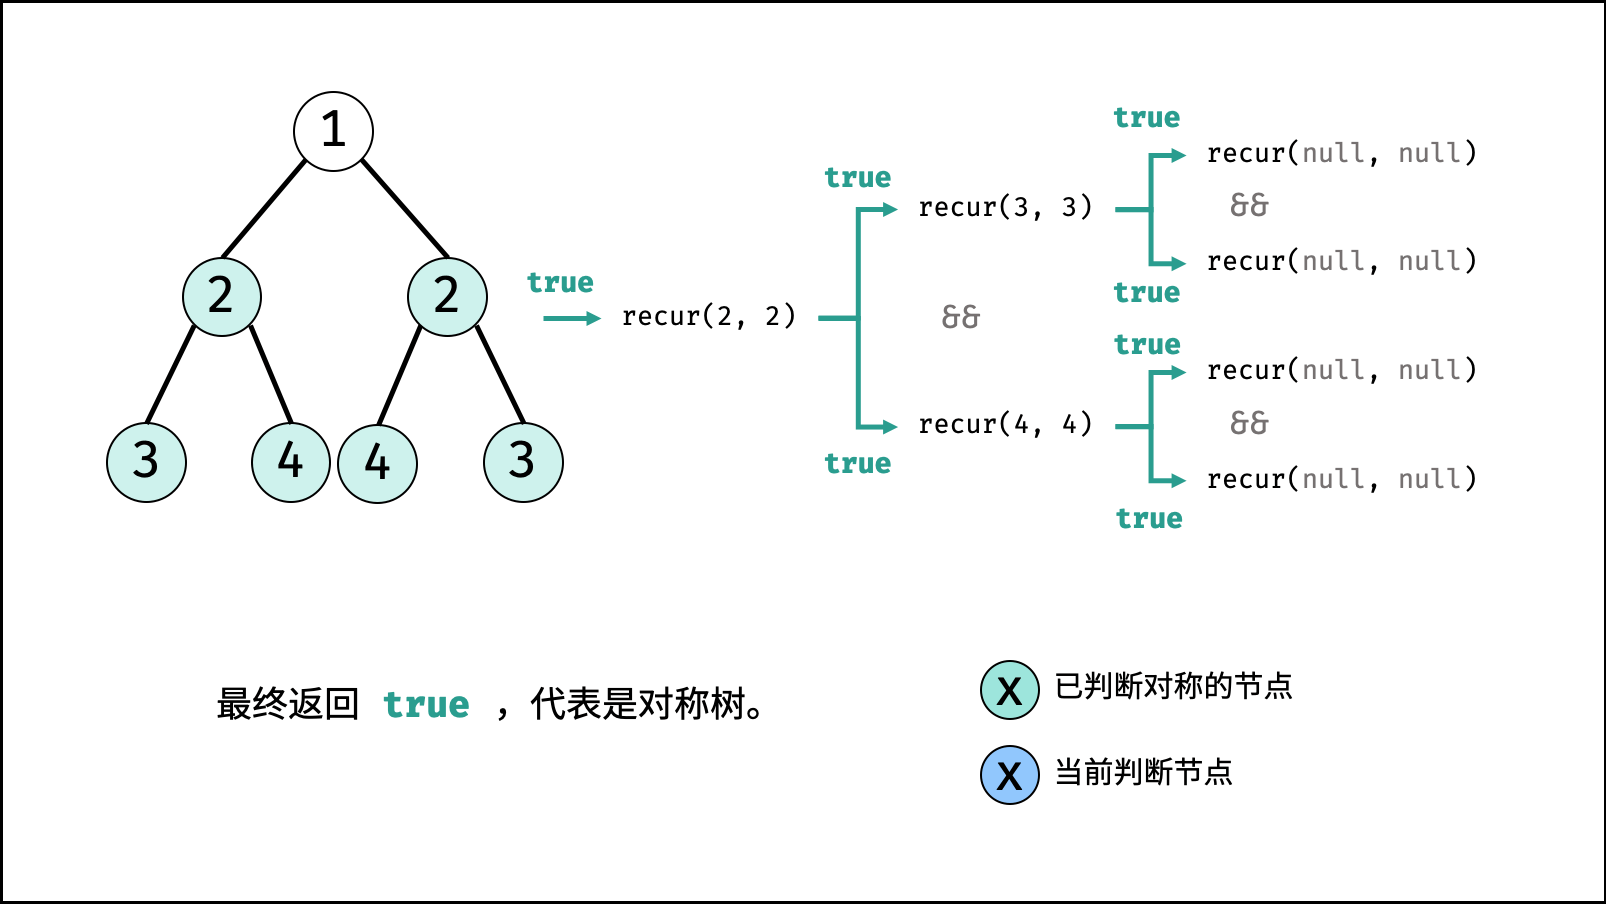 1
2 2
3 4 4 3
true
recur(2, 2)
true
recur(3, 3)
&&
recur(4, 4)
true
true
recur(null, null)
&&
recur(null, null)
true
true
recur(null, null)
&&
recur(null, null)
true
最终返回 true ，代表是对称树。
X 已判断对称的节点
X 当前判断节点